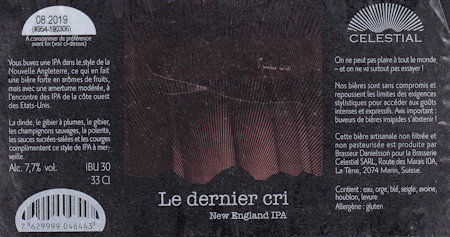 08.2019
(#954-190306)
A consommer de préférence
avant fin (voir ci-dessus)
Vous buvez une IPA dans le style de la
Nouvelle Angleterre, ce qui en fait
une bière forte en arômes de fruits
avec une amertume modérée, à
l'encontre des IPA de la côte ouest
des Etats-Unis.
La dinde, le gibier à plumes, le gibier,
les champignons sauvages, la polenta,
les sauces sucrées-salées et les courges
complimentent ce style de IPA à mer-
veille.
Alc. 7,7% vol. IBU 30
33 Cl
7 629999 046443
Le dernier cri
New England IPA
CELESTIAL
On ne peut pas plaire à tout le monde
– et on ne va surtout pas essayer !
Nos bières sont sans compromis et
repoussent les limites des exigences
stylistiques pour accéder aux goûts
intenses et expressifs. Avis important :
buveurs de bières insipides s'abstenir !
Cette bière artisanale non filtrée et
non pasteurisée est produite par
Brasseur Danielsson pour la Brasserie
Celestial SARL, Route des Marais 10A,
La Tène, 2074 Marin, Suisse.
Contient : eau, orge, blé, seigle, avoine,
houblon, levure
Allergène : gluten